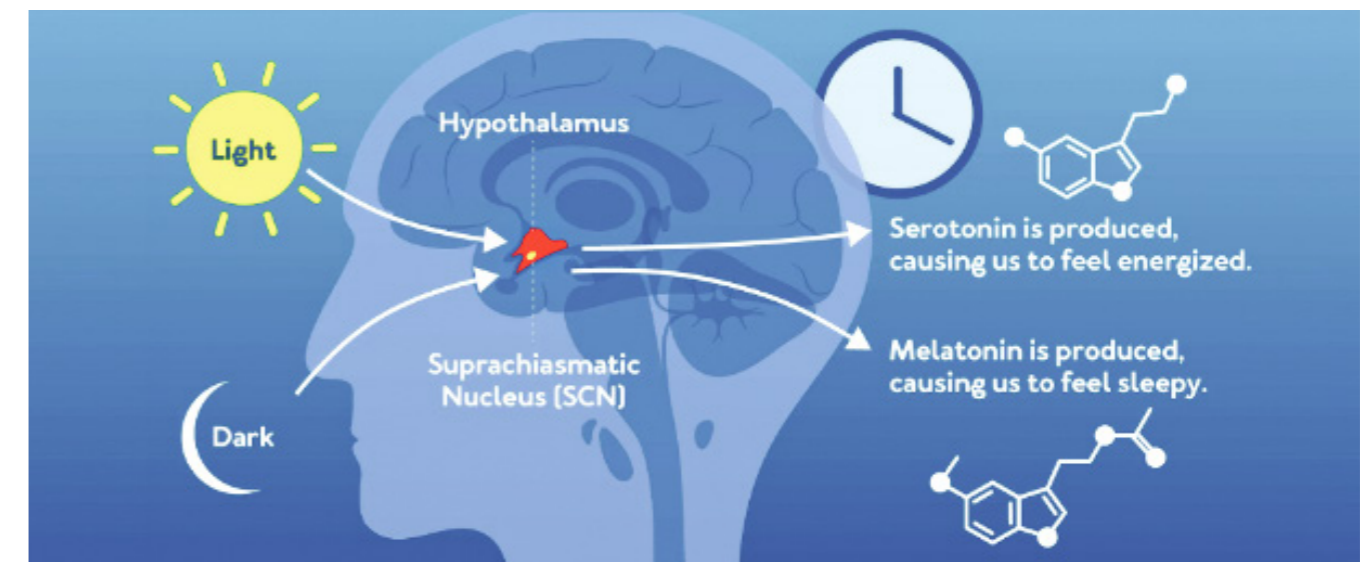 Light
Hypothalamus
Serotonin is produced,
causing us to feel energized.
Suprachiasmatic
Nucleus (SCN)
Melatonin is produced,
causing us to feel sleepy.
Dark